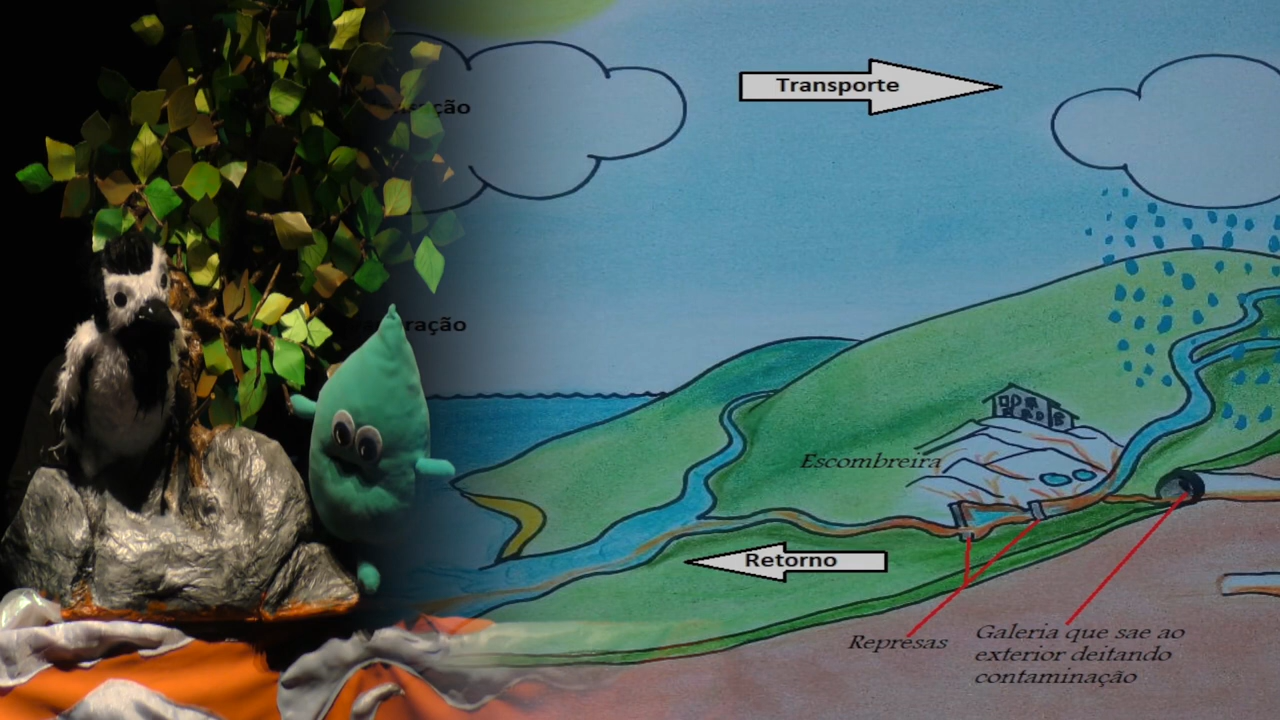 Transporte
Escombreira
Retorno
Represas
Galeria que sae ao
exterior deitando
contaminação